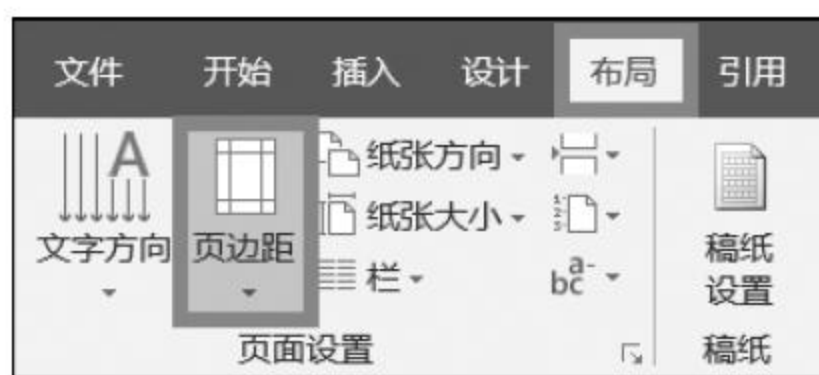 文件 开始 插入 设计 布局 引用
文字方向
页边距
纸张方向
纸张大小
栏
稿纸
设置
页面设置
稿纸